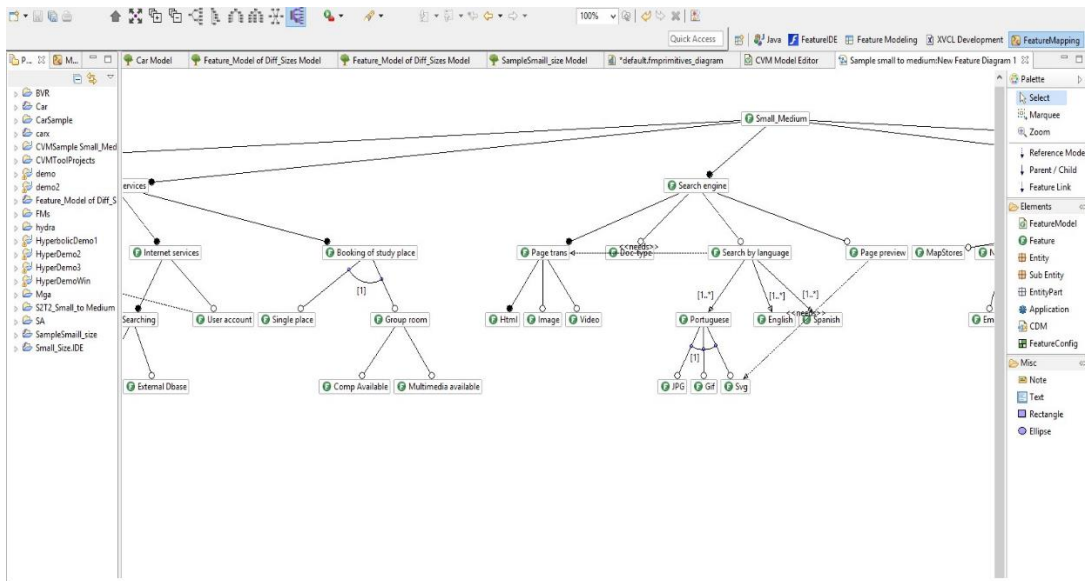 100%
Quick Access Java FeatureIDE Feature Modeling XVCL Development FeatureMapping
P... M... Car Model Feature_Model of Diff_Sizes Model Feature_Model of Diff_Sizes Model SampleSmaill_size Model *default.fmprimitives_diagram CVM Model Editor Sample small to medium:New Feature Diagram 1
BVR
Car
CarSample
carx
CVMSample Small_Med
CVMToolProjects
demo
demo2
Feature_Model of Diff_S
FMs
hydra
HyperbolicDemo1
HyperDemo2
HyperDemo3
HyperDemoWin
Mga
S2T2_Small_to Medium
SA
SampleSmaill_size
Small_Size.IDE
Small_Medium
ervices Search engine
Internet services Booking of study place Page trans <<needs>> Doc-type Search by language Page preview MapStores N
[1] [1..*] [1..*] [1..*]
Searching User account Single place Group room Html Image Video Portuguese English <<needs>> Spanish Em
[1]
External Dbase Comp Available Multimedia available JPG Gif Svg
Palette
Select
Marquee
Zoom
Reference Mode
Parent / Child
Feature Link
Elements
FeatureModel
Feature
Entity
Sub Entity
EntityPart
Application
CDM
FeatureConfig
Misc
Note
Text
Rectangle
Ellipse